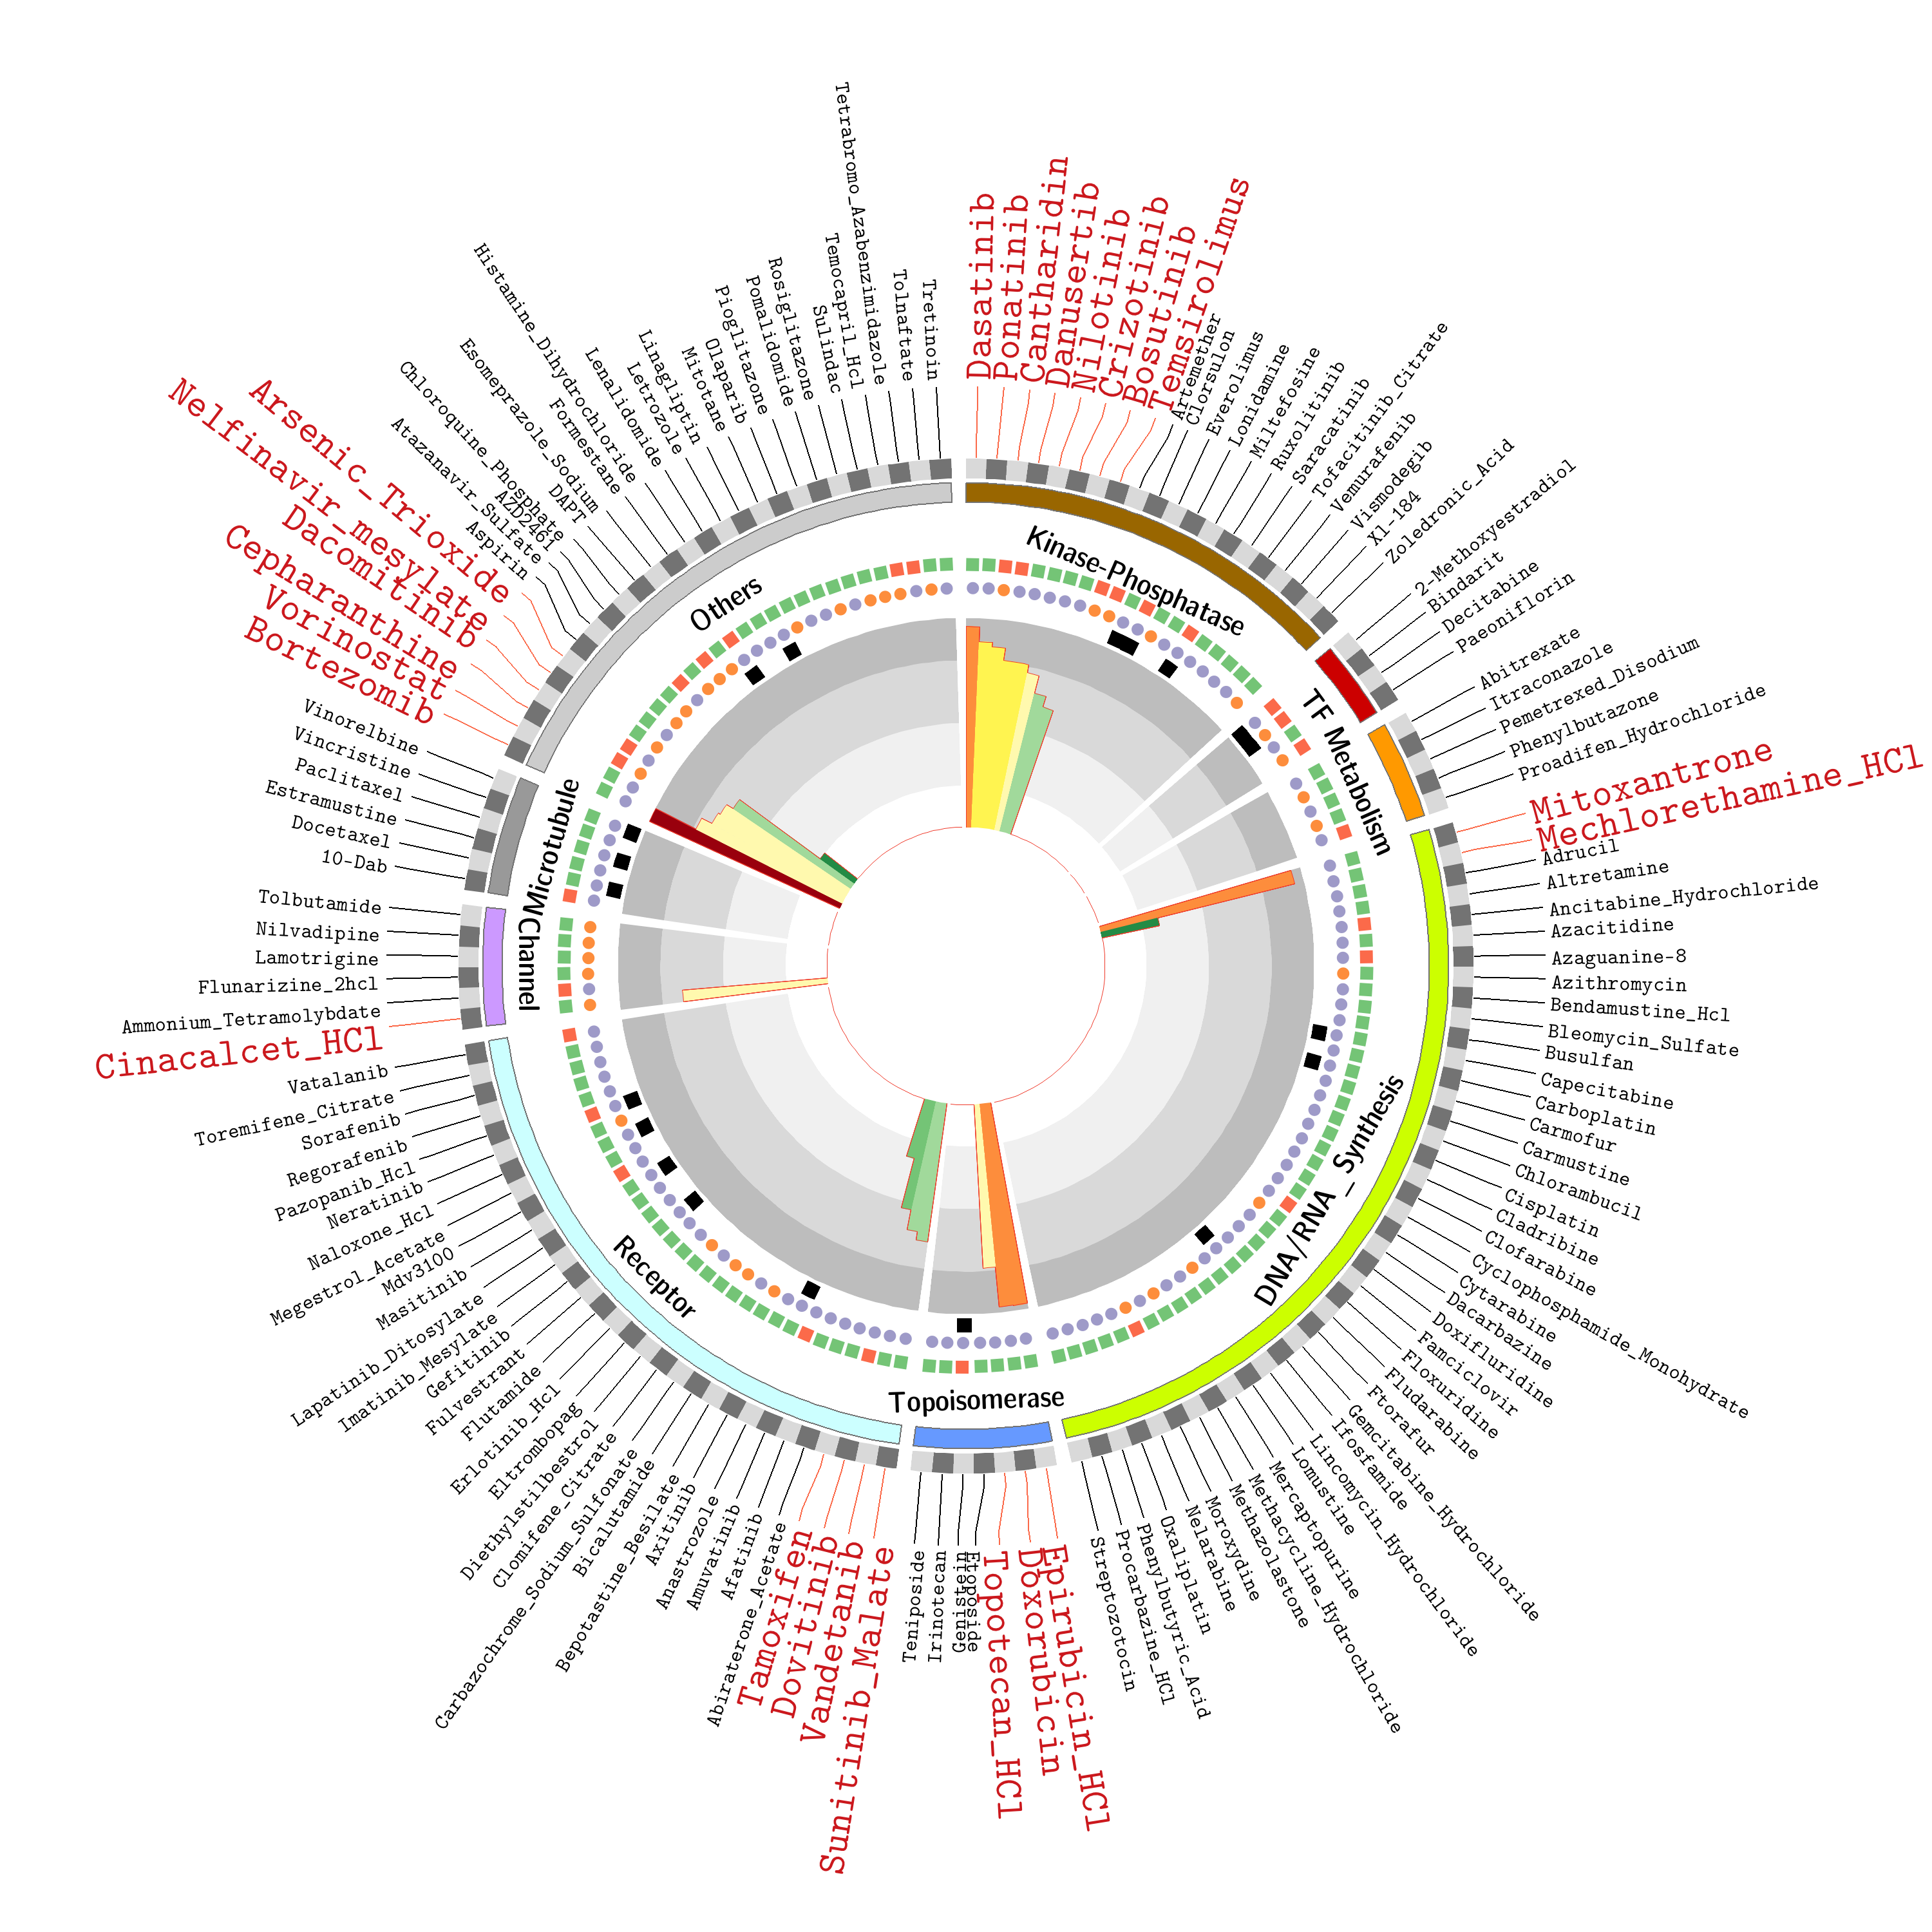 Dasatinib
Ponatinib
Cantharidin
Danusertib
Nilotinib
Crizotinib
Bosutinib
Temsirolimus
Artemether
Clorsulon
Everolimus
Lonidamine
Miltefosine
Ruxolitinib
Saracatinib
Tofacitinib_Citrate
Vemurafenib
Vismodegib
Xl-184
Zoledronic_Acid
2-Methoxyestradiol
Bindarit
Decitabine
Paeoniflorin
Abitrexate
Itraconazole
Pemetrexed_Disodium
Phenylbutazone
Proadifen_Hydrochloride
Mitoxantrone
Mechlorethamine_HCl
Adrucil
Altretamine
Ancitabine_Hydrochloride
Azacitidine
Azaguanine-8
Azithromycin
Bendamustine_Hcl
Bleomycin_Sulfate
Busulfan
Capecitabine
Carboplatin
Carmofur
Carmustine
Chlorambucil
Cisplatin
Cladribine
Clofarabine
Cyclophosphamide_Monohydrate
Cytarabine
Dacarbazine
Doxifluridine
Famciclovir
Floxuridine
Fludarabine
Ftorafur
Gemcitabine_Hydrochloride
Ifosfamide
Lincomycin_Hydrochloride
Lomustine
Mercaptopurine
Methacycline_Hydrochloride
Methazolastone
Moroxydine
Nelarabine
Oxaliplatin
Phenylbutyric_Acid
Procarbazine_HCl
Streptozotocin
Epirubicin_HCl
Doxorubicin
Topotecan_HCl
Etoposide
Genistein
Irinotecan
Teniposide
Sunitinib_Malate
Vandetanib
Dovitinib
Tamoxifen
Abiraterone_Acetate
Afatinib
Amuvatinib
Anastrozole
Axitinib
Bepotastine_Besilate
Bicalutamide
Carbazochrome_Sodium_Sulfonate
Clomifene_Citrate
Diethylstilbestrol
Eltrombopag
Erlotinib_Hcl
Flutamide
Fulvestrant
Gefitinib
Imatinib_Mesylate
Lapatinib_Ditosylate
Masitinib
Mdv3100
Megestrol_Acetate
Naloxone_Hcl
Neratinib
Pazopanib_Hcl
Regorafenib
Sorafenib
Toremifene_Citrate
Vatalanib
Cinacalcet_HCl
Ammonium_Tetramolybdate
Flunarizine_2hcl
Lamotrigine
Nilvadipine
Tolbutamide
10-Dab
Docetaxel
Estramustine
Paclitaxel
Vincristine
Vinorelbine
Bortezomib
Vorinostat
Cepharanthine
Dacomitinib
Nelfinavir_mesylate
Arsenic_Trioxide
Aspirin
Atazanavir_Sulfate
AZD2461
Chloroquine_Phosphate
DAPT
Esomeprazole_Sodium
Formestane
Histamine_Dihydrochloride
Lenalidomide
Letrozole
Linagliptin
Mitotane
Olaparib
Pioglitazone
Pomalidomide
Rosiglitazone
Sulindac
Temocapril_Hcl
Tetrabromo_Azabenzimidazole
Tolnaftate
Tretinoin
Kinase-Phosphatase
TF
Metabolism
DNA/RNA_ Synthesis
Topoisomerase
Receptor
Channel
Microtubule
Others